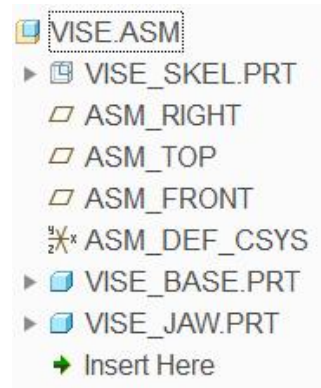 VISE.ASM
VISE_SKEL.PRT
ASM_RIGHT
ASM_TOP
ASM_FRONT
ASM_DEF_CSYS
VISE_BASE.PRT
VISE_JAW.PRT
Insert Here